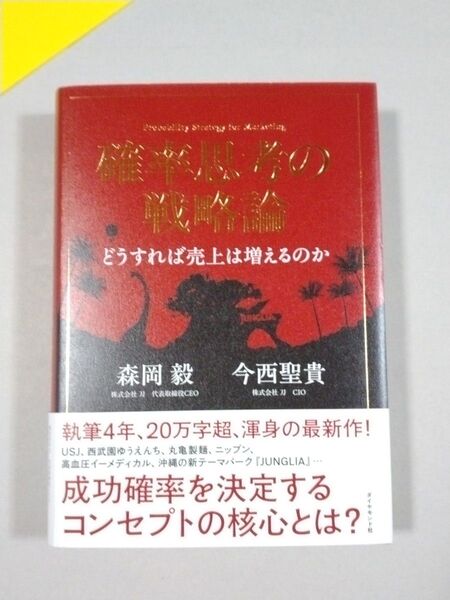 Probability Strategy for Marketing
確率思考の
戦略論
どうすれば売上は増えるのか
JUNGLIA
森岡 毅
株式会社 刀 代表取締役CEO
今西聖貴
株式会社 刀 CIO
執筆4年、20万字超、渾身の最新作!
USJ、西武園ゆうえんち、丸亀製麺、ニップン、
高血圧イーメディカル、沖縄の新テーマパーク『JUNGLIA』…
成功確率を決定する
コンセプトの核心とは?
ダイヤモンド社